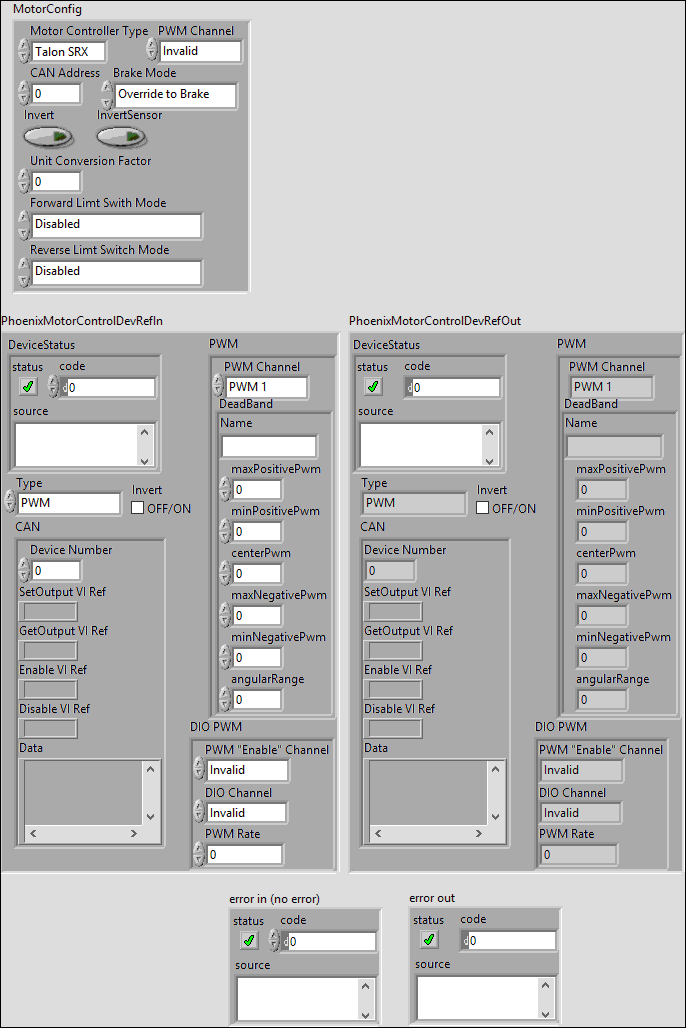 MotorConfig
Motor Controller Type PWM Channel
Talon SRX Invalid
CAN Address Brake Mode
0 Override to Brake
Invert InvertSensor
Unit Conversion Factor
0
Forward Limt Swith Mode
Disabled
Reverse Limt Switch Mode
Disabled
PhoenixMotorControlDevRefIn
DeviceStatus
status code
d 0
source
Type
PWM
Invert
OFF/ON
CAN
Device Number
0
SetOutput VI Ref
GetOutput VI Ref
Enable VI Ref
Disable VI Ref
Data
PWM
PWM Channel
PWM 1
DeadBand
Name
maxPositivePwm
0
minPositivePwm
0
centerPwm
0
maxNegativePwm
0
minNegativePwm
0
angularRange
0
DIO PWM
PWM "Enable" Channel
Invalid
DIO Channel
Invalid
PWM Rate
0
PhoenixMotorControlDevRefOut
DeviceStatus
status code
d 0
source
Type
PWM
Invert
OFF/ON
CAN
Device Number
0
SetOutput VI Ref
GetOutput VI Ref
Enable VI Ref
Disable VI Ref
Data
PWM
PWM Channel
PWM 1
DeadBand
Name
maxPositivePwm
0
minPositivePwm
0
centerPwm
0
maxNegativePwm
0
minNegativePwm
0
angularRange
0
DIO PWM
PWM "Enable" Channel
Invalid
DIO Channel
Invalid
PWM Rate
0
error in (no error)
status code
d 0
source
error out
status code
d 0
source